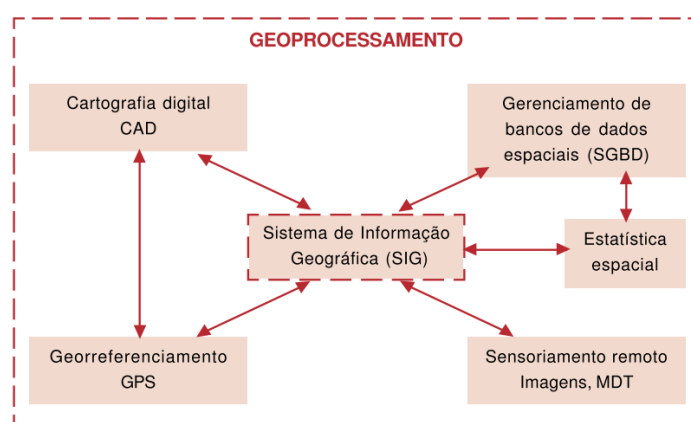 GEOPROCESSAMENTO
Cartografia digital
CAD
Gerenciamento de
bancos de dados
espaciais (SGBD)
Sistema de Informação
Geográfica (SIG)
Estatística
espacial
Georreferenciamento
GPS
Sensoriamento remoto
Imagens, MDT